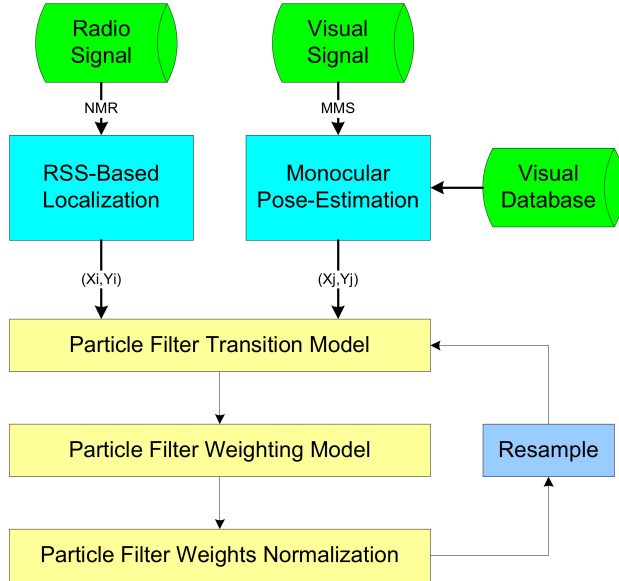 Radio
Signal
Visual
Signal
NMR
MMS
RSS-Based
Localization
Monocular
Pose-Estimation
Visual
Database
(Xi,Yi)
(Xj,Yj)
Particle Filter Transition Model
Particle Filter Weighting Model
Resample
Particle Filter Weights Normalization